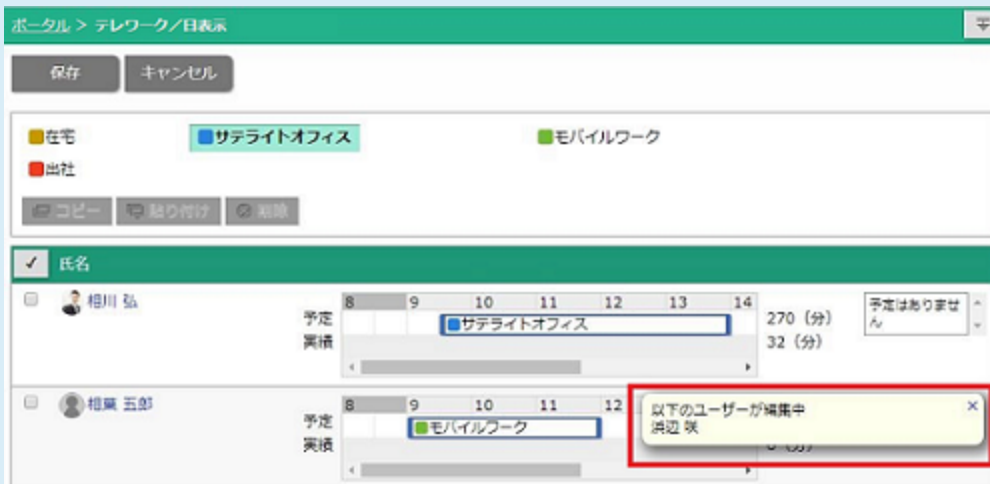 ポータル > テレワーク／日表示
保存 キャンセル
在宅 サテライトオフィス モバイルワーク
出社
コピー 貼り付け 削除
✓ 氏名
相川 弘
8 9 10 11 12 13 14
予定 サテライトオフィス 270 (分)
実績 32 (分)
予定はありませ
ん
相葉 五郎
8 9 10 11 12
予定 モバイルワーク
実績
以下のユーザーが編集中 ×
浜辺 咲